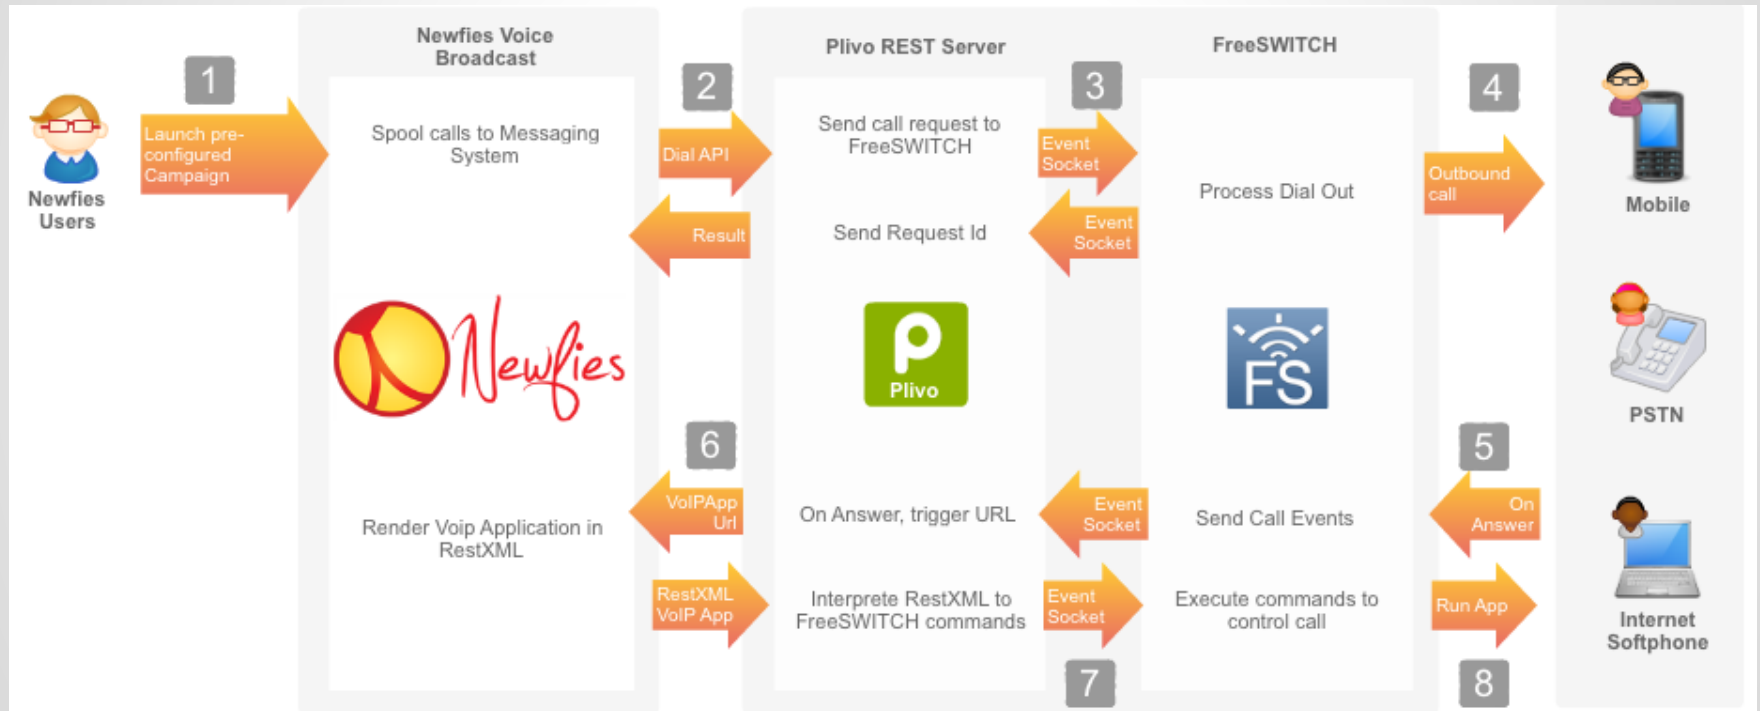 Newfies Voice
Broadcast
Plivo REST Server
FreeSWITCH
1
2
3
4
Launch pre-
configured
Campaign
Spool calls to Messaging
System
Dial API
Send call request to
FreeSWITCH
Event
Socket
Process Dial Out
Outbound
call
Newfies
Users
Mobile
Result
Send Request Id
Event
Socket
Newfies
Plivo
FS
PSTN
6
5
VoIPApp
Url
On Answer, trigger URL
Event
Socket
Send Call Events
On
Answer
Render Voip Application in
RestXML
RestXML
VoIP App
Interprete RestXML to
FreeSWITCH commands
Event
Socket
Execute commands to
control call
Run App
Internet
Softphone
7
8